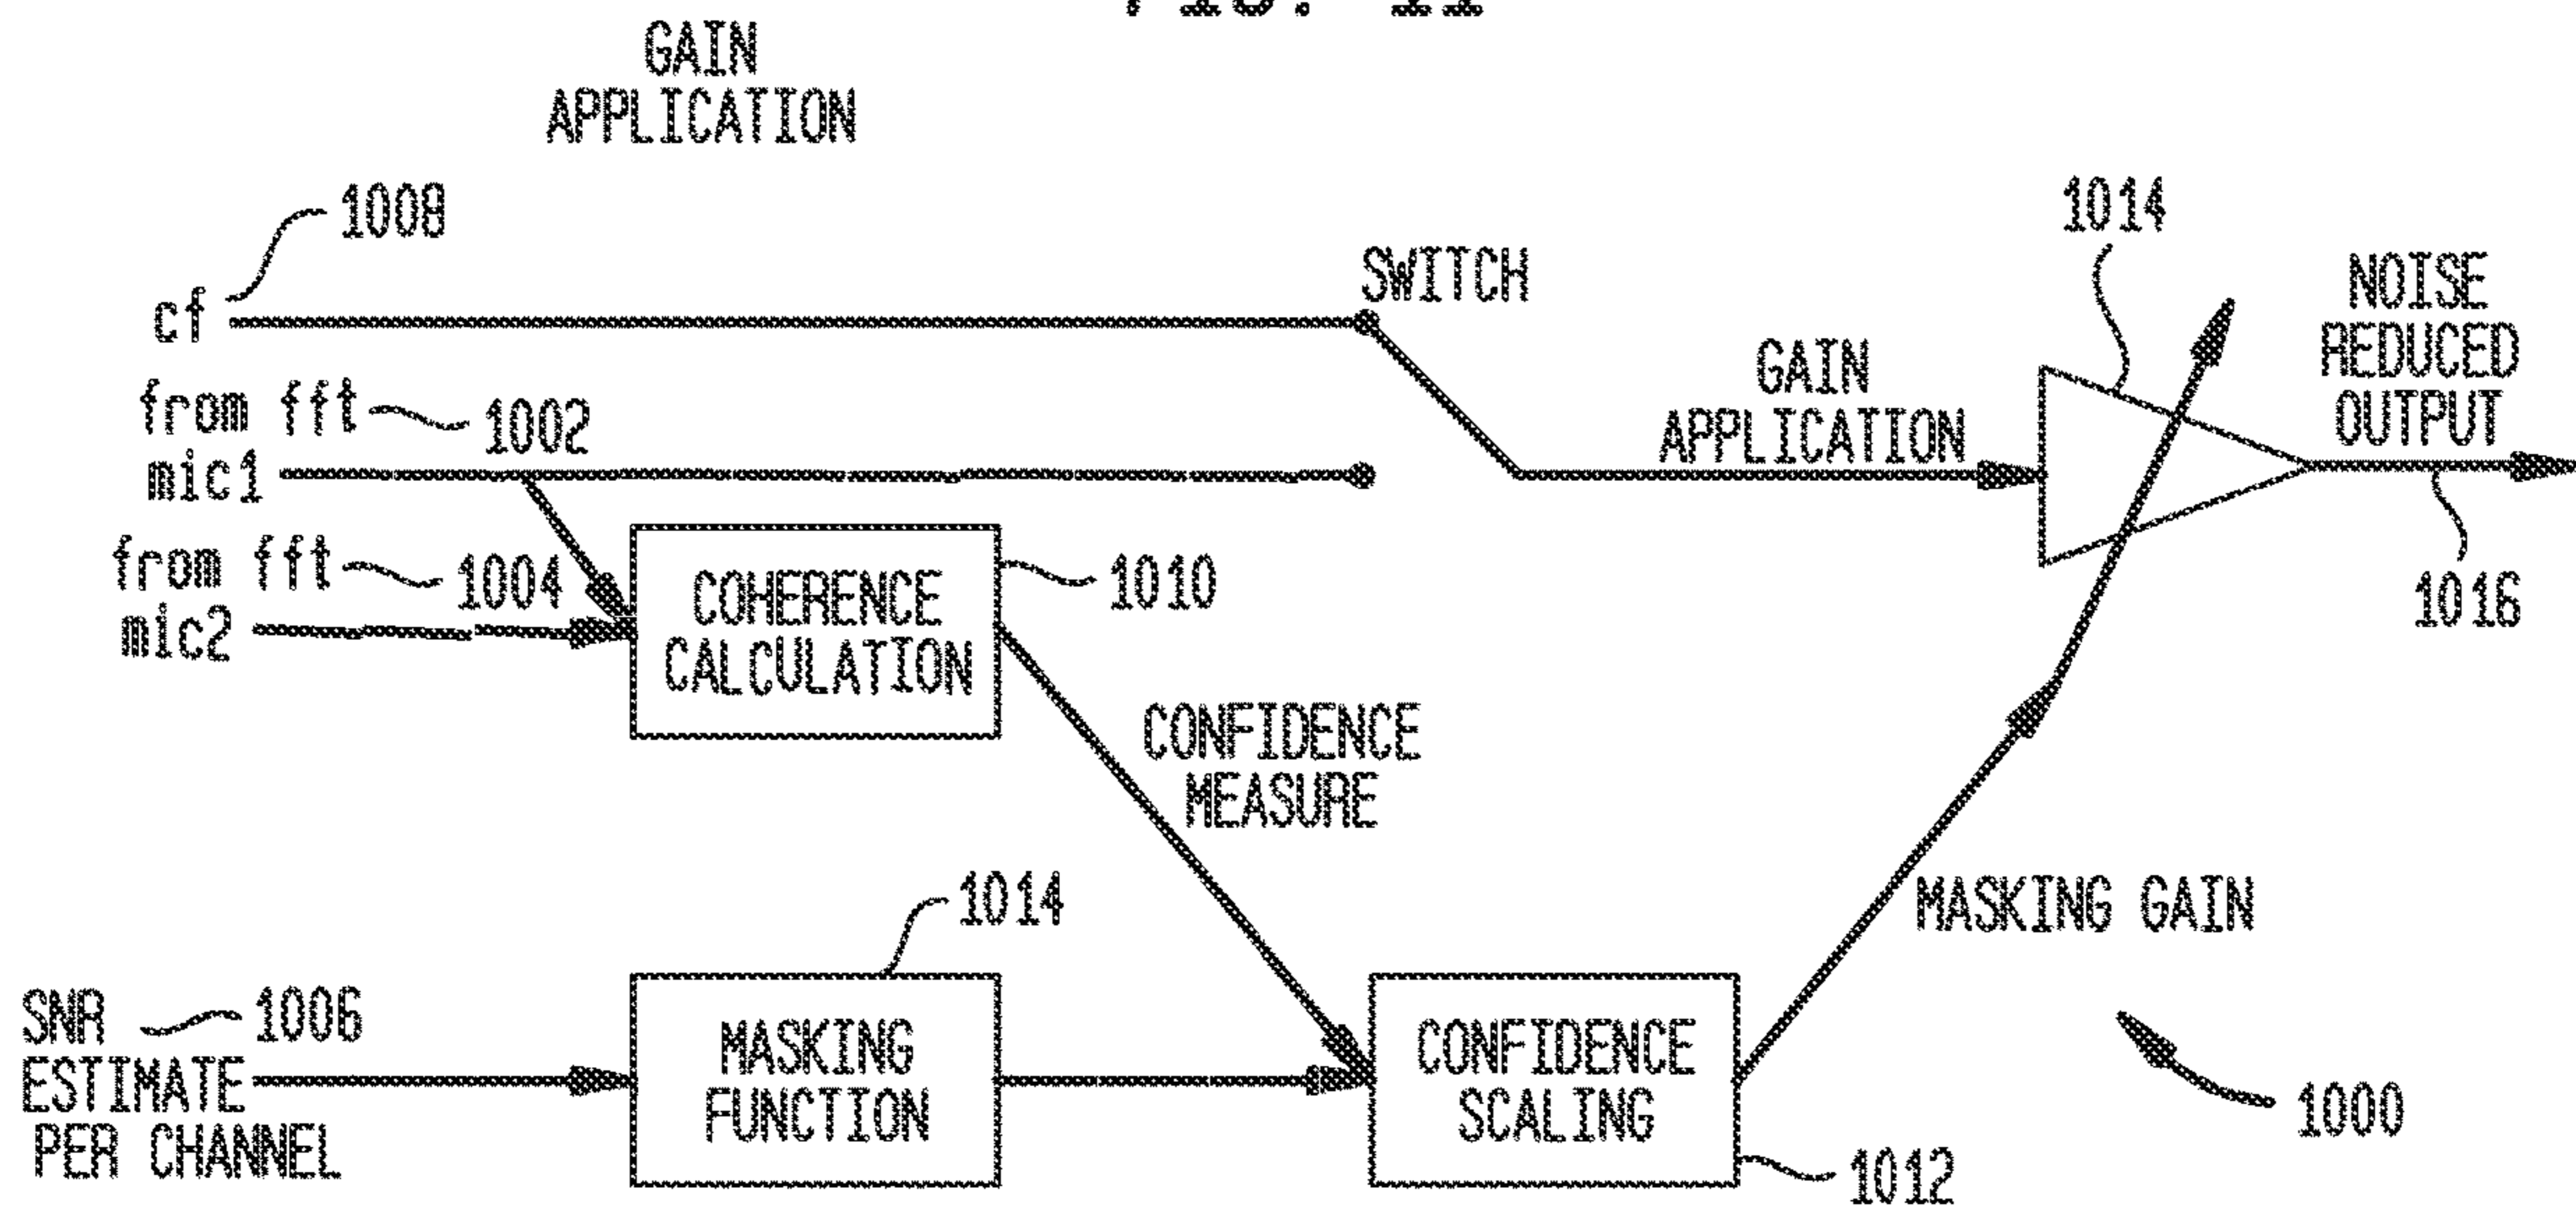 GAIN
APPLICATION
1008
cf
SWITCH
1014
NOISE
REDUCED
OUTPUT
GAIN
APPLICATION
from fft
1002
mic1
from fft
1004
mic2
COHERENCE
CALCULATION
1010
1016
CONFIDENCE
MEASURE
1014
MASKING GAIN
SNR
1006
ESTIMATE
PER CHANNEL
MASKING
FUNCTION
CONFIDENCE
SCALING
1012
1000